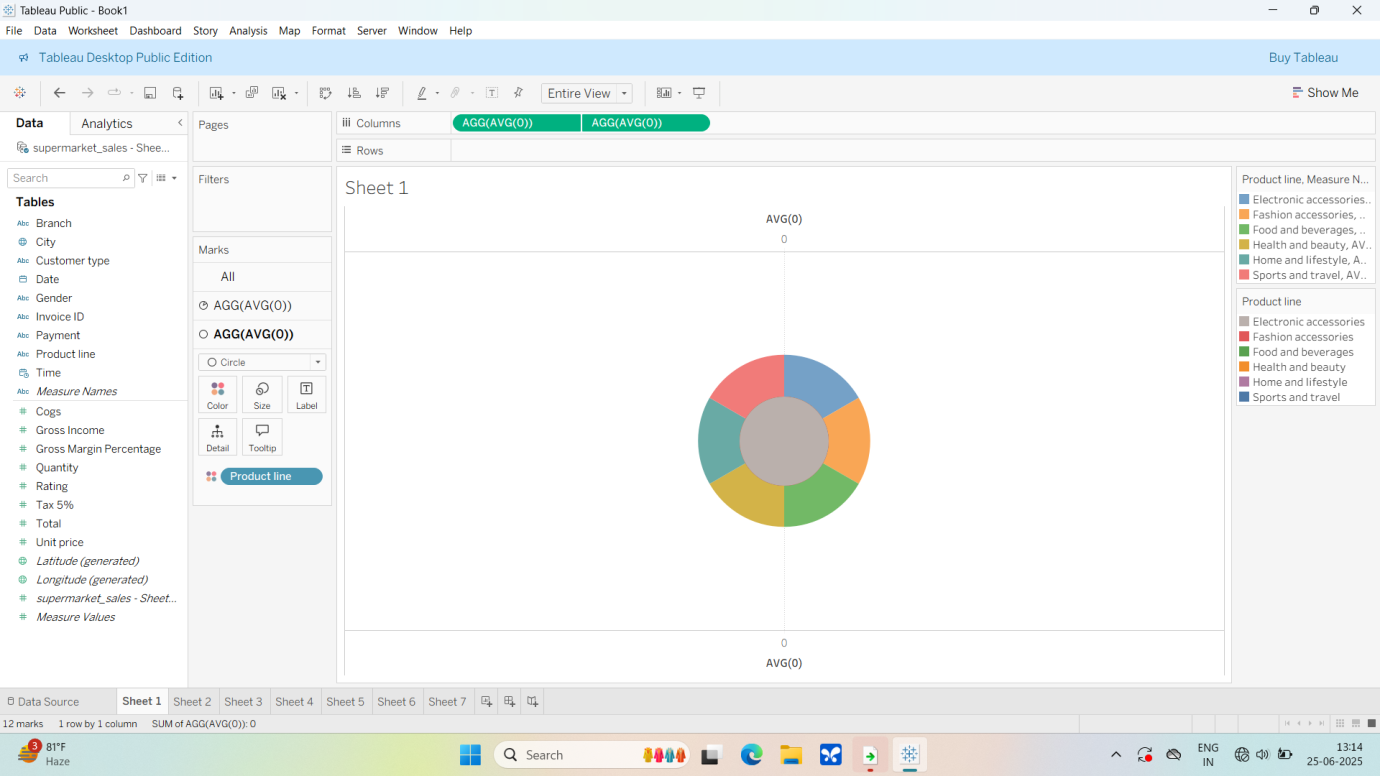 Tableau Public - Book1
File Data Worksheet Dashboard Story Analysis Map Format Server Window Help
Tableau Desktop Public Edition
Buy Tableau
Entire View
Show Me
Data
Analytics
supermarket_sales - Shee...
Search
Tables
Abc Branch
City
Abc Customer type
Date
Abc Gender
Abc Invoice ID
Abc Payment
Abc Product line
Time
Abc Measure Names
# Cogs
# Gross Income
# Gross Margin Percentage
# Quantity
# Rating
# Tax 5%
# Total
# Unit price
Latitude (generated)
Longitude (generated)
# supermarket_sales - Sheet...
# Measure Values
Pages
Filters
Marks
All
AGG(AVG(0))
AGG(AVG(0))
Circle
Color Size Label
Detail Tooltip
Product line
Columns AGG(AVG(0)) AGG(AVG(0))
Rows
Sheet 1
AVG(0)
0
0
AVG(0)
Product line, Measure N...
Electronic accessories..
Fashion accessories, ..
Food and beverages, ..
Health and beauty, AV..
Home and lifestyle, A..
Sports and travel, AV..
Product line
Electronic accessories
Fashion accessories
Food and beverages
Health and beauty
Home and lifestyle
Sports and travel
Data Source Sheet 1 Sheet 2 Sheet 3 Sheet 4 Sheet 5 Sheet 6 Sheet 7
12 marks 1 row by 1 column SUM of AGG(AVG(0)): 0
3
81°F
Haze
Search
ENG
IN
13:14
25-06-2025